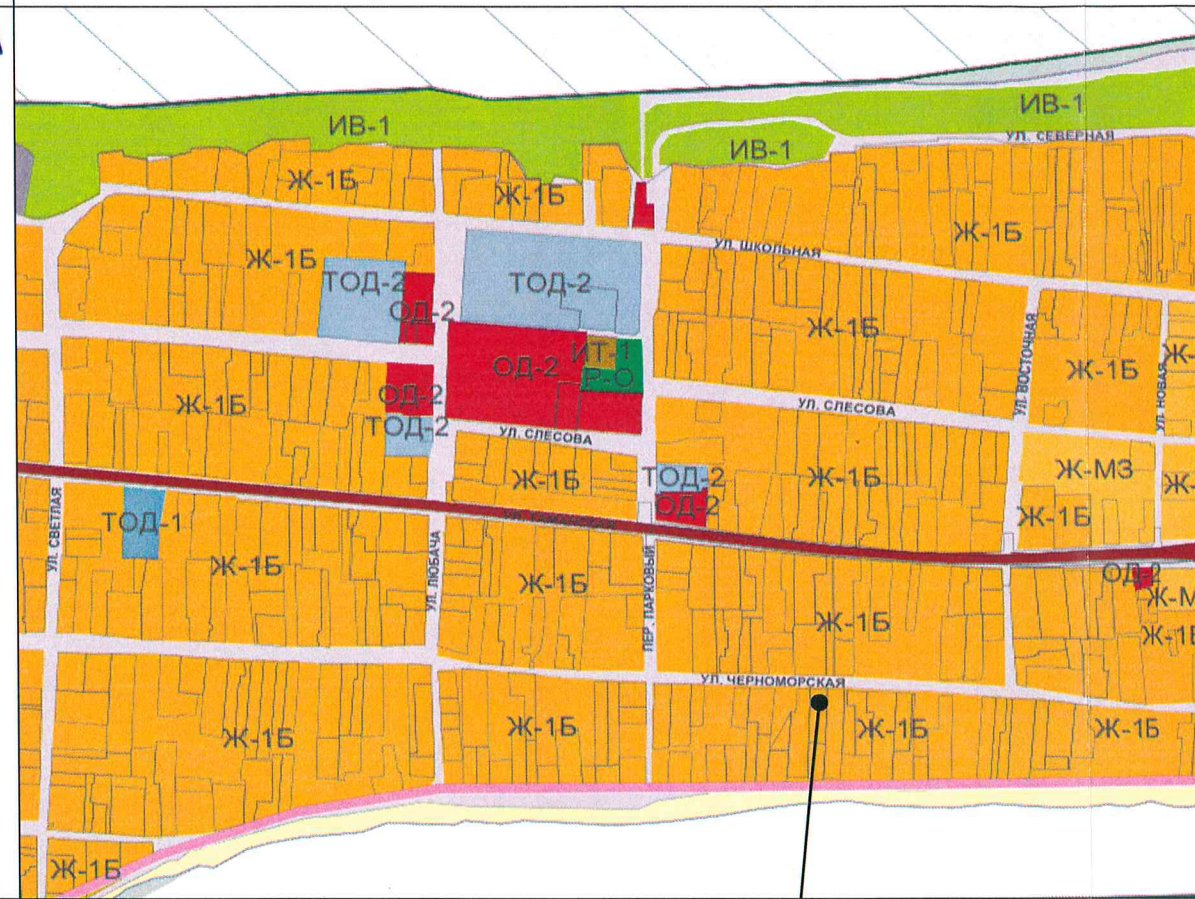 ИВ-1
ИВ-1
УЛ. СЕВЕРНАЯ
ИВ-1
Ж-1Б
Ж-1Б
Ж-1Б
УЛ. ШКОЛЬНАЯ
Ж-1Б
ТОД-2
ТОД-2
ОД-2
Ж-1Б
УЛ. ВОСТОЧНАЯ
ИТ-1
Ж-
ОД-2
Р-О
Ж-1Б
УЛ. НОВАЯ
ОД-2
Ж-1Б
УЛ. СЛЕСОВА
ТОД-2
УЛ. СЛЕСОВА
Ж-МЗ
Ж-1Б
ТОД-2
Ж-1Б
Ж-
ОД-2
Ж-1Б
ТОД-1
УЛ. СВЕТЛАЯ
Ж-1Б
УЛ. ЛЮБАЧА
Ж-1Б
ПЕР. ПАРКОВЫЙ
ОД-2
Ж-М
Ж-1Б
Ж-1Б
УЛ. ЧЕРНОМОРСКАЯ
Ж-1Б
Ж-1Б
Ж-1Б
Ж-1Б
Ж-1Б